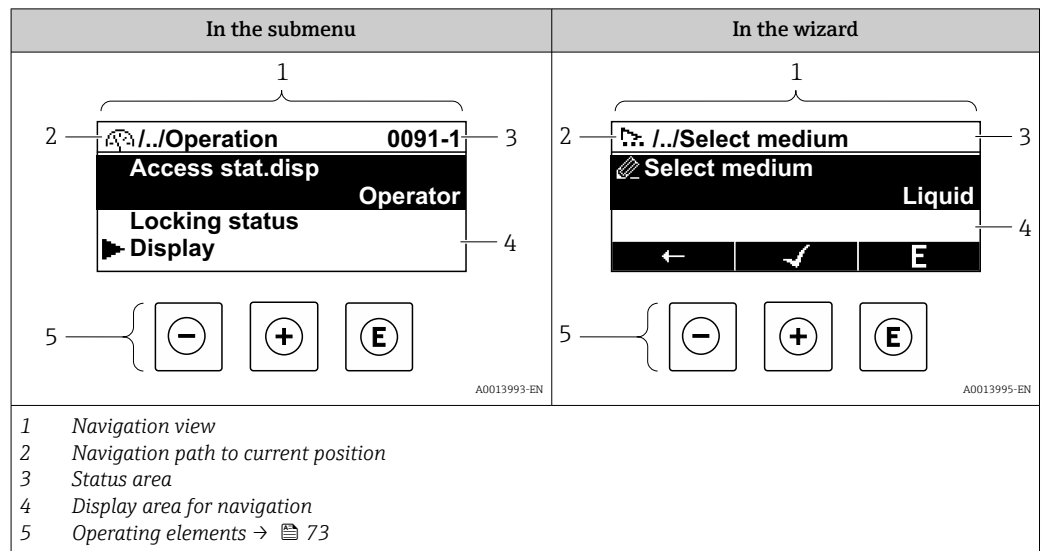 In the submenu
In the wizard
1
2
/../Operation 0091-1
3
Access stat.disp
Operator
Locking status
Display
4
5
- + E
A0013993-EN
1
2
/../Select medium
3
Select medium
Liquid
4
← ✓ E
5
- + E
A0013995-EN
1 Navigation view
2 Navigation path to current position
3 Status area
4 Display area for navigation
5 Operating elements → 73